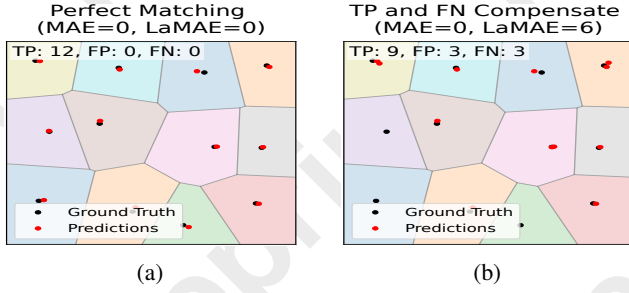 Perfect Matching
(MAE=0, LaMAE=0)
TP: 12, FP: 0, FN: 0
Ground Truth
Predictions
(a)
TP and FN Compensate
(MAE=0, LaMAE=6)
TP: 9, FP: 3, FN: 3
Ground Truth
Predictions
(b)